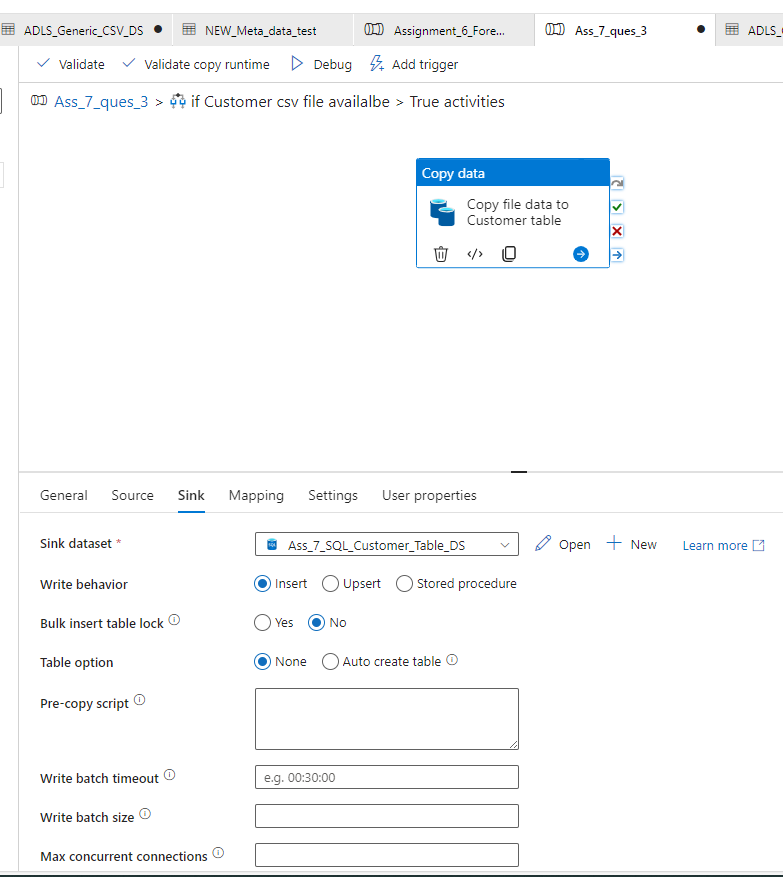 ADLS_Generic_CSV_DS NEW_Meta_data_test Assignment_6_Fore... Ass_7_ques_3 ADLS_
Validate Validate copy runtime Debug Add trigger
Ass_7_ques_3 > if Customer csv file availalbe > True activities
Copy data
Copy file data to
Customer table
General Source Sink Mapping Settings User properties
Sink dataset * Ass_7_SQL_Customer_Table_DS Open New Learn more
Write behavior Insert Upsert Stored procedure
Bulk insert table lock Yes No
Table option None Auto create table
Pre-copy script
Write batch timeout e.g. 00:30:00
Write batch size
Max concurrent connections